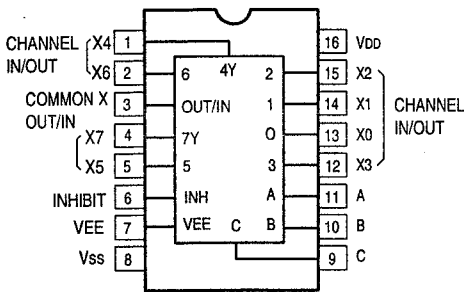 CHANNEL IN/OUT
X4 1
X6 2
COMMON X OUT/IN 3
X7 4
X5 5
INHIBIT 6
VEE 7
VSS 8
4Y
6
OUT/IN
7Y
5
INH
VEE
C
2
1
O
3
A
B
16 VDD
15 X2
14 X1
13 X0
12 X3
CHANNEL IN/OUT
11 A
10 B
9 C